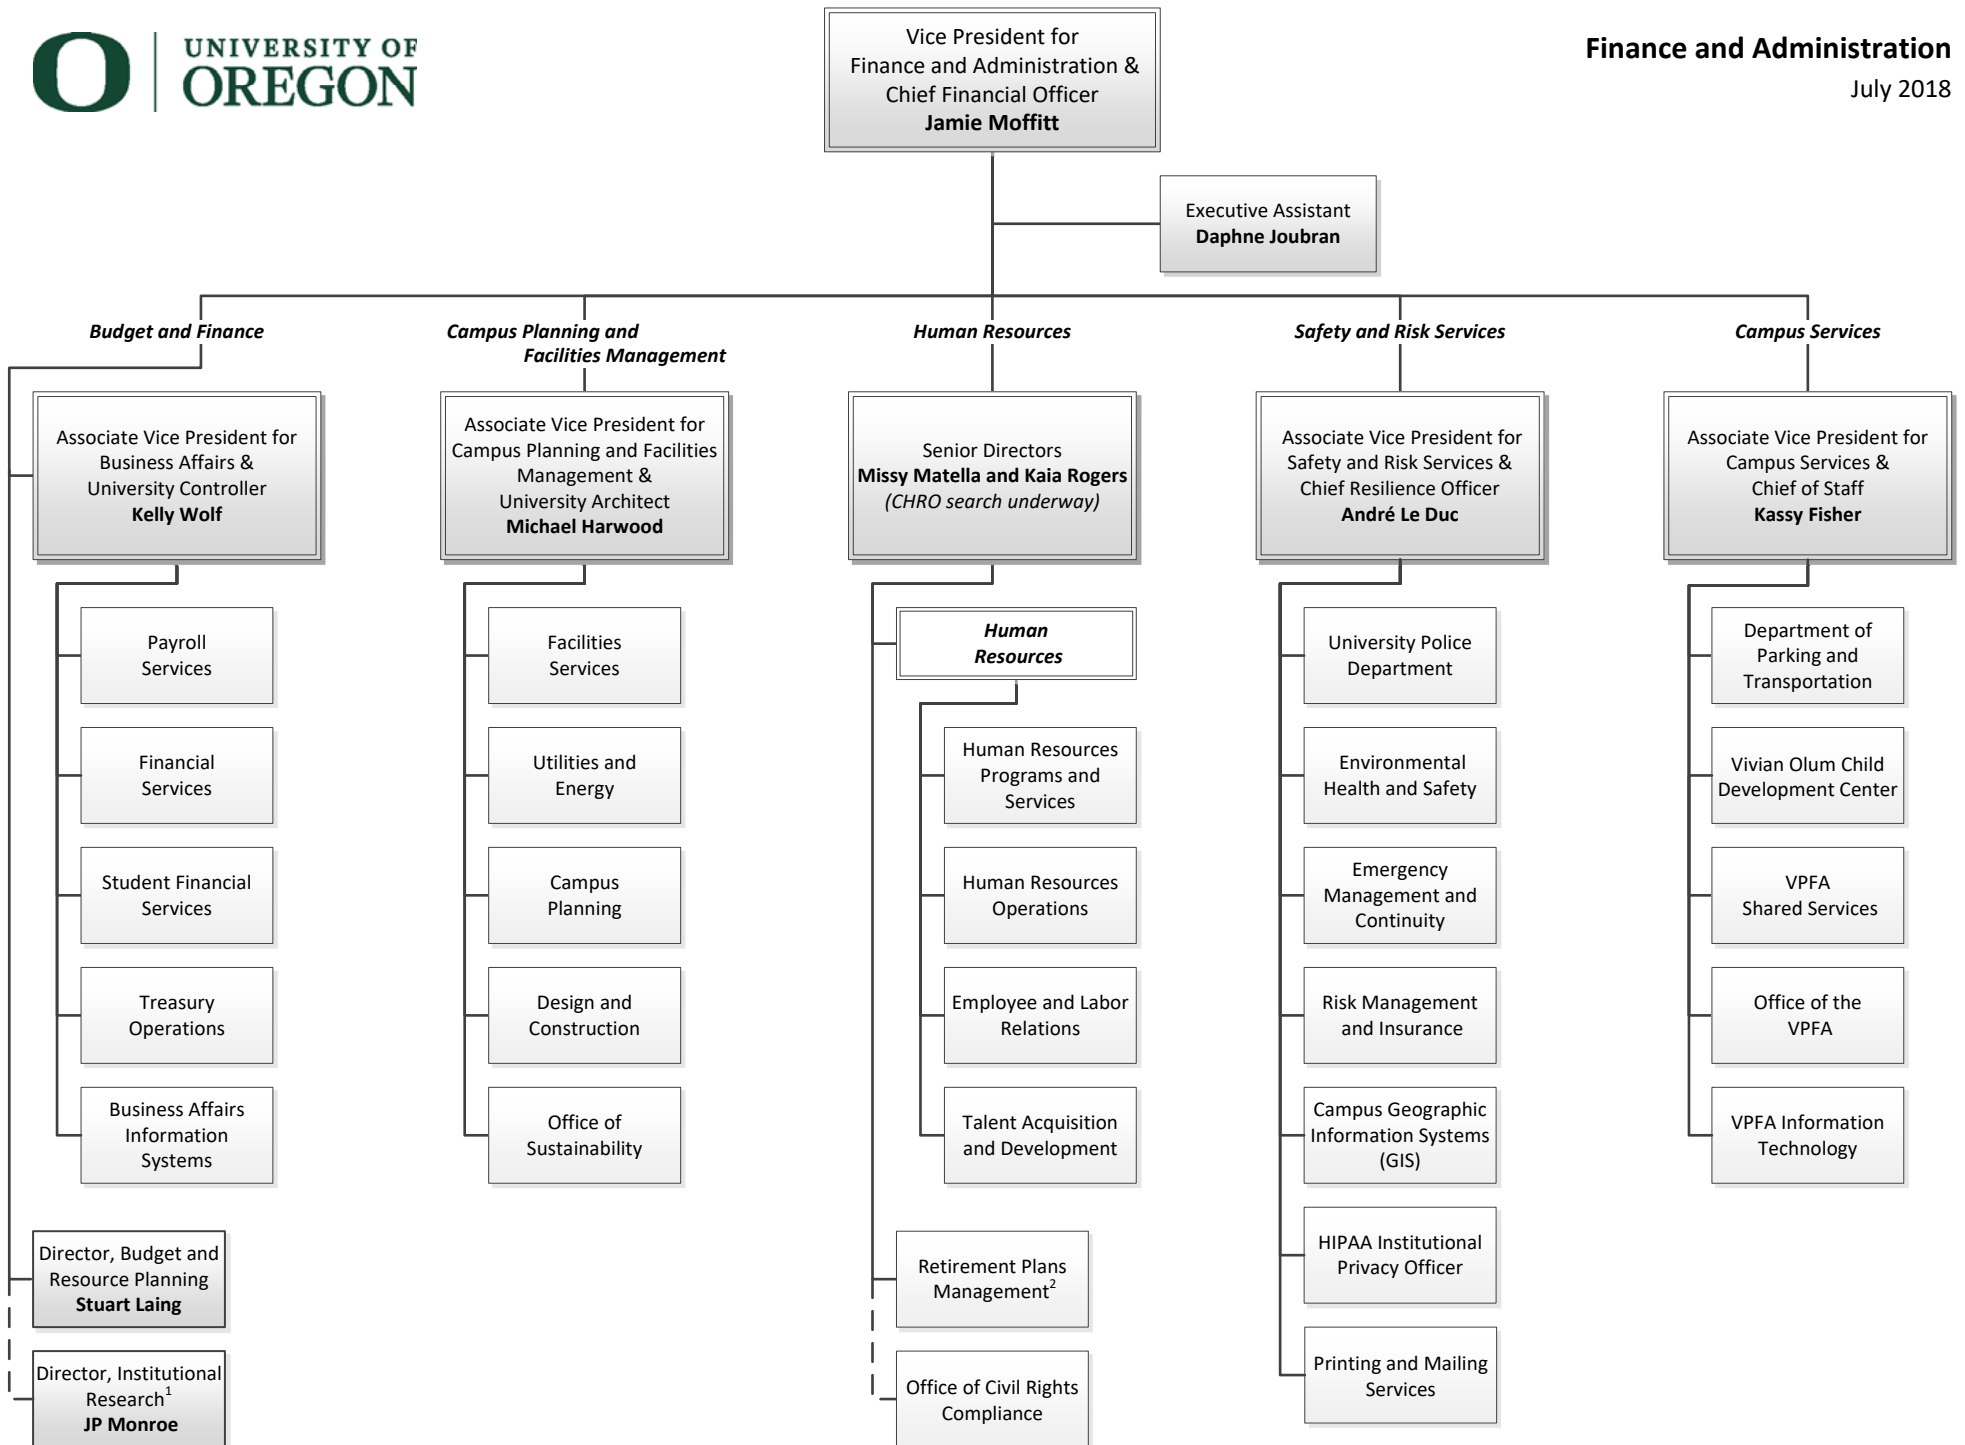 UNIVERSITY OF
OREGON
Vice President for
Finance and Administration &
Chief Financial Officer
Jamie Moffitt
Finance and Administration
July 2018
Executive Assistant
Daphne Joubran
Budget and Finance
Associate Vice President for
Business Affairs &
University Controller
Kelly Wolf
Payroll
Services
Financial
Services
Student Financial
Services
Treasury
Operations
Business Affairs
Information
Systems
Director, Budget and
Resource Planning
Stuart Laing
Director, Institutional
Research1
JP Monroe
Campus Planning and
Facilities Management
Associate Vice President for
Campus Planning and Facilities
Management &
University Architect
Michael Harwood
Facilities
Services
Utilities and
Energy
Campus
Planning
Design and
Construction
Office of
Sustainability
Human Resources
Senior Directors
Missy Matella and Kaia Rogers
(CHRO search underway)
Human
Resources
Human Resources
Programs and
Services
Human Resources
Operations
Employee and Labor
Relations
Talent Acquisition
and Development
Retirement Plans
Management2
Office of Civil Rights
Compliance
Safety and Risk Services
Associate Vice President for
Safety and Risk Services &
Chief Resilience Officer
André Le Duc
University Police
Department
Environmental
Health and Safety
Emergency
Management and
Continuity
Risk Management
and Insurance
Campus Geographic
Information Systems
(GIS)
HIPAA Institutional
Privacy Officer
Printing and Mailing
Services
Campus Services
Associate Vice President for
Campus Services &
Chief of Staff
Kassy Fisher
Department of
Parking and
Transportation
Vivian Olum Child
Development Center
VPFA
Shared Services
Office of the
VPFA
VPFA Information
Technology